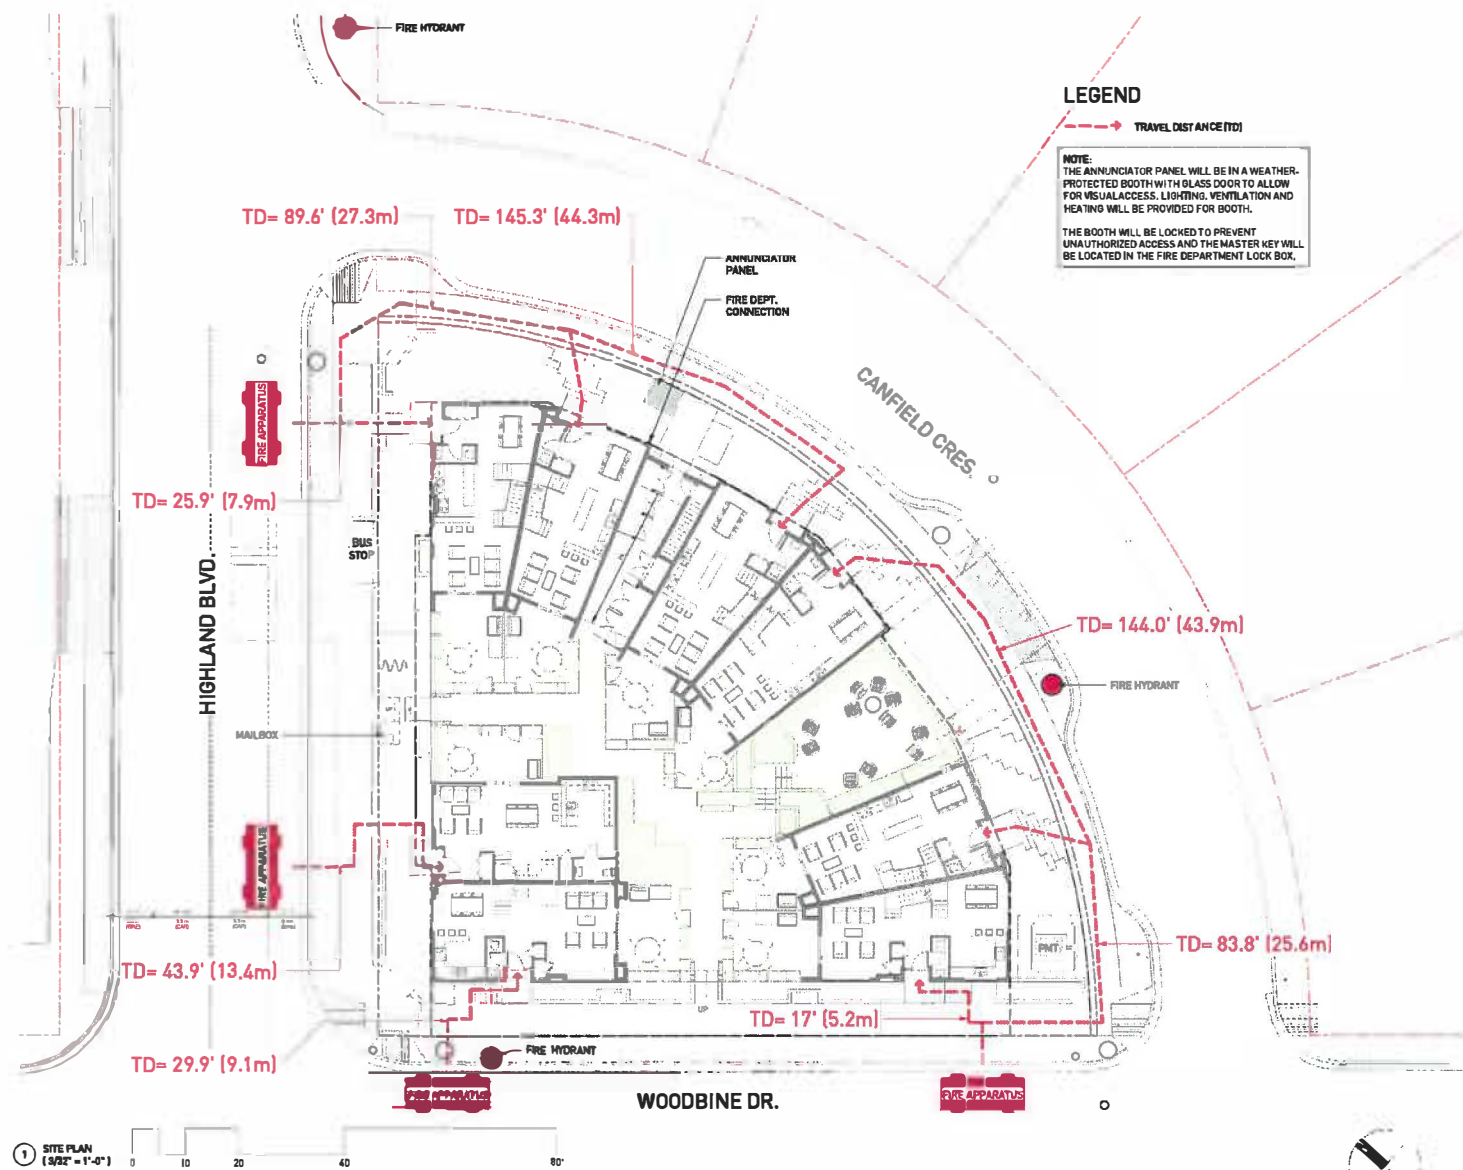 FIRE HYDRANT
LEGEND
TRAVEL DISTANCE(TD)
NOTE:
THE ANNUNCIATOR PANEL WILL BE IN A WEATHER-
PROTECTED BOOTH WITH GLASS DOOR TO ALLOW
FOR VISUALACCESS. LIGHTING, VENTILATION AND
HEATING WILL BE PROVIDED FOR BOOTH.
THE BOOTH WILL BE LOCKED TO PREVENT
UNAUTHORIZED ACCESS AND THE MASTER KEY WILL
BE LOCATED IN THE FIRE DEPARTMENT LOCK BOX.
TD= 89.6' (27.3m)
TD= 145.3' (44.3m)
ANNUNCIATOR
PANEL
FIRE DEPT.
CONNECTION
CANFIELD CRES.
FIRE APPARATUS
TD= 25.9' (7.9m)
BUS
STOP
HIGHLAND BLVD.
TD= 144.0' (43.9m)
FIRE HYDRANT
MAILBOX
FIRE APPARATUS
PMT
TD= 83.8' (25.6m)
TD= 43.9' (13.4m)
TD= 17' (5.2m)
UP
FIRE HYDRANT
TD= 29.9' (9.1m)
FIRE APPARATUS
FIRE APPARATUS
WOODBINE DR.
1
SITE PLAN
(3/32" = 1'-0")
0 10 20 40 80'